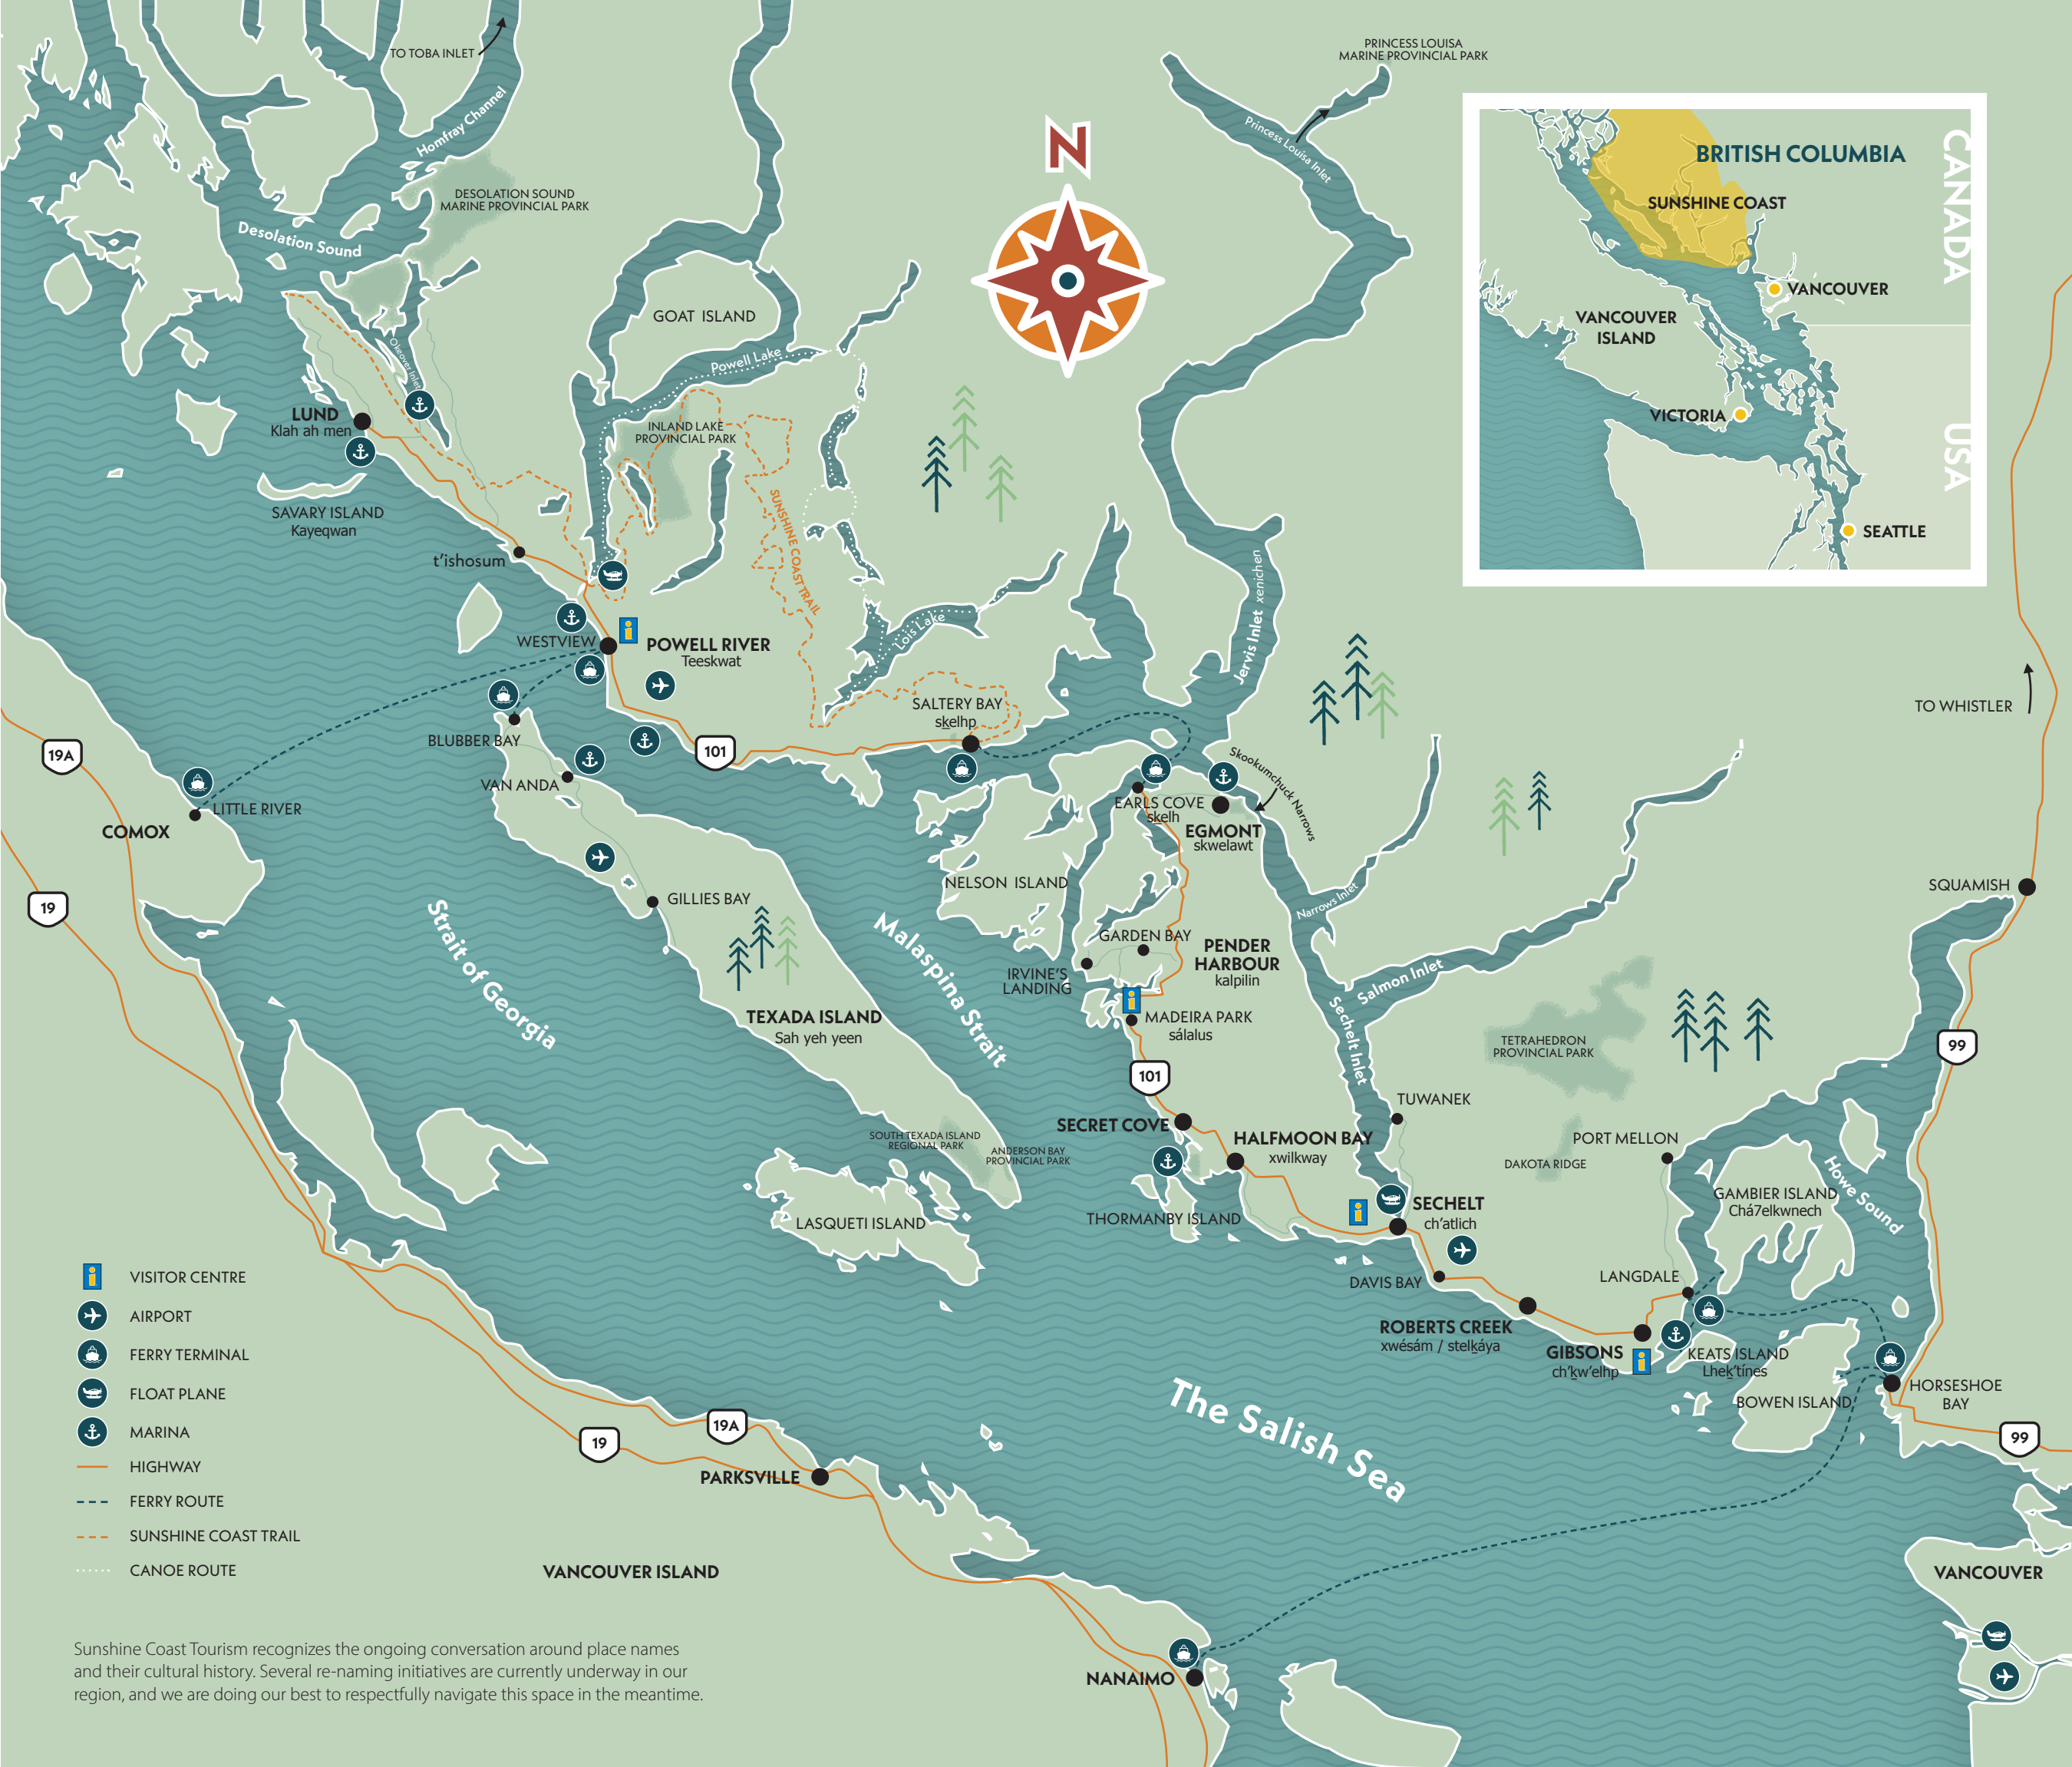 TO TOBA INLET
Homfray Channel
DESOLATION SOUND
MARINE PROVINCIAL PARK
Desolation Sound
PRINCESS LOUISA
MARINE PROVINCIAL PARK
Princess Louisa Inlet
N
BRITISH COLUMBIA
CANADA
SUNSHINE COAST
VANCOUVER
VANCOUVER
ISLAND
VICTORIA
USA
SEATTLE
GOAT ISLAND
Powell Lake
Okeover Inlet
LUND
Klah ah men
INLAND LAKE
PROVINCIAL PARK
SAVARY ISLAND
Kayeqwan
t'ishosum
SUNSHINE COAST TRAIL
Lois Lake
Jervis Inlet xenichen
WESTVIEW
POWELL RIVER
Teeskwat
SALTERY BAY
skelhp
TO WHISTLER
BLUBBER BAY
101
19A
VAN ANDA
LITTLE RIVER
COMOX
Skookumchuck Narrows
EARLS COVE
skelh
EGMONT
skwelawt
NELSON ISLAND
Narrows Inlet
SQUAMISH
19
GILLIES BAY
Strait of Georgia
Malaspina Strait
GARDEN BAY
PENDER
HARBOUR
kalpilin
IRVINE'S
LANDING
Salmon Inlet
Sechelt Inlet
TEXADA ISLAND
Sah yeh yeen
MADEIRA PARK
sálalus
TETRAHEDRON
PROVINCIAL PARK
99
101
TUWANEK
SECRET COVE
HALFMOON BAY
xwilkway
SOUTH TEXADA ISLAND
REGIONAL PARK
ANDERSON BAY
PROVINCIAL PARK
PORT MELLON
DAKOTA RIDGE
Howe Sound
GAMBIER ISLAND
Chá7elkwnech
LASQUETI ISLAND
THORMANBY ISLAND
SECHELT
ch'atlich
DAVIS BAY
LANGDALE
ROBERTS CREEK
xwésám / stelḵáya
GIBSONS
ch'ḵw'elhp
KEATS ISLAND
Lheḵ'tínes
BOWEN ISLAND
HORSESHOE
BAY
99
The Salish Sea
VISITOR CENTRE
AIRPORT
FERRY TERMINAL
FLOAT PLANE
MARINA
HIGHWAY
FERRY ROUTE
SUNSHINE COAST TRAIL
CANOE ROUTE
19
19A
PARKSVILLE
VANCOUVER ISLAND
VANCOUVER
NANAIMO
Sunshine Coast Tourism recognizes the ongoing conversation around place names
and their cultural history. Several re-naming initiatives are currently underway in our
region, and we are doing our best to respectfully navigate this space in the meantime.